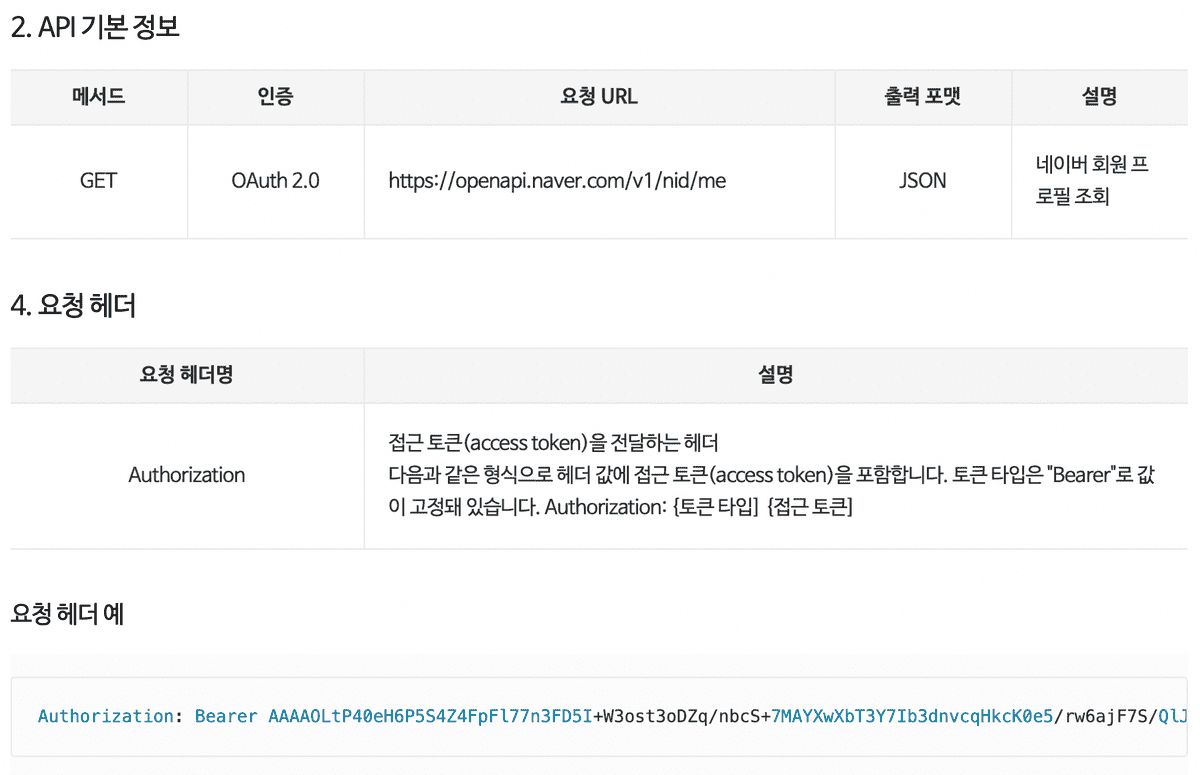 2. API 기본 정보
메서드 인증 요청 URL 출력 포맷 설명
GET OAuth 2.0 https://openapi.naver.com/v1/nid/me JSON 네이버 회원 프
로필 조회
4. 요청 헤더
요청 헤더명 설명
Authorization
접근 토큰(access token)을 전달하는 헤더
다음과 같은 형식으로 헤더 값에 접근 토큰(access token)을 포함합니다. 토큰 타입은 "Bearer"로 값
이 고정돼 있습니다. Authorization: {토큰 타입] {접근 토큰]
요청 헤더 예
Authorization: Bearer AAAAOLtP40eH6P5S4Z4FpFl77n3FD5I+W3ost3oDZq/nbcS+7MAYXwXbT3Y7Ib3dnvcqHkcK0e5/rw6ajF7S/QlJ